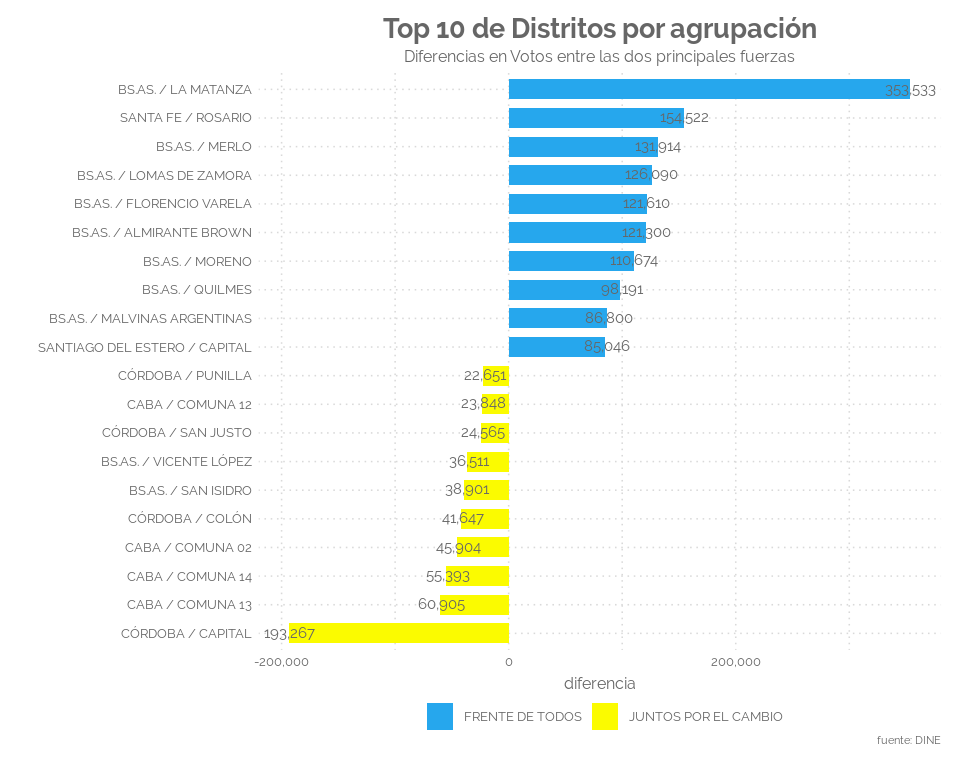 Top 10 de Distritos por agrupación
Diferencias en Votos entre las dos principales fuerzas
BS.AS. / LA MATANZA 353,533
SANTA FE / ROSARIO 154,522
BS.AS. / MERLO 131,914
BS.AS. / LOMAS DE ZAMORA 126,090
BS.AS. / FLORENCIO VARELA 121,610
BS.AS. / ALMIRANTE BROWN 121,300
BS.AS. / MORENO 110,674
BS.AS. / QUILMES 98,191
BS.AS. / MALVINAS ARGENTINAS 86,800
SANTIAGO DEL ESTERO / CAPITAL 85,046
CÓRDOBA / PUNILLA 22,651
CABA / COMUNA 12 23,848
CÓRDOBA / SAN JUSTO 24,565
BS.AS. / VICENTE LÓPEZ 36,511
BS.AS. / SAN ISIDRO 38,901
CÓRDOBA / COLÓN 41,647
CABA / COMUNA 02 45,904
CABA / COMUNA 14 55,393
CABA / COMUNA 13 60,905
CÓRDOBA / CAPITAL 193,267
-200,000 0 200,000
diferencia
FRENTE DE TODOS JUNTOS POR EL CAMBIO
fuente: DINE